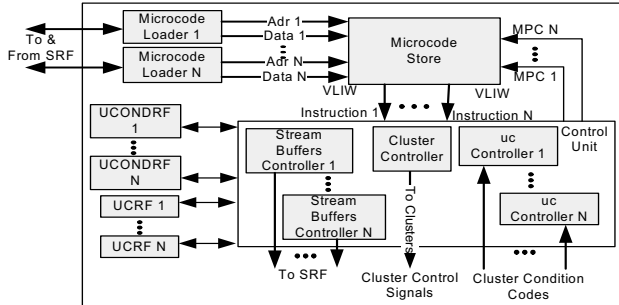 Microcode
Loader 1
Adr 1
Data 1
To &
From SRF
Microcode
Loader N
Adr N
Data N
Microcode
Store
MPC N
MPC 1
VLIW
VLIW
Instruction 1
Instruction N
Control
Unit
UCONDRF
1
UCONDRF
N
UCRF 1
UCRF N
Stream
Buffers
Controller 1
Stream
Buffers
Controller N
Cluster
Controller
uc
Controller 1
uc
Controller N
To Clusters
To SRF
Cluster Control
Signals
Cluster Condition
Codes